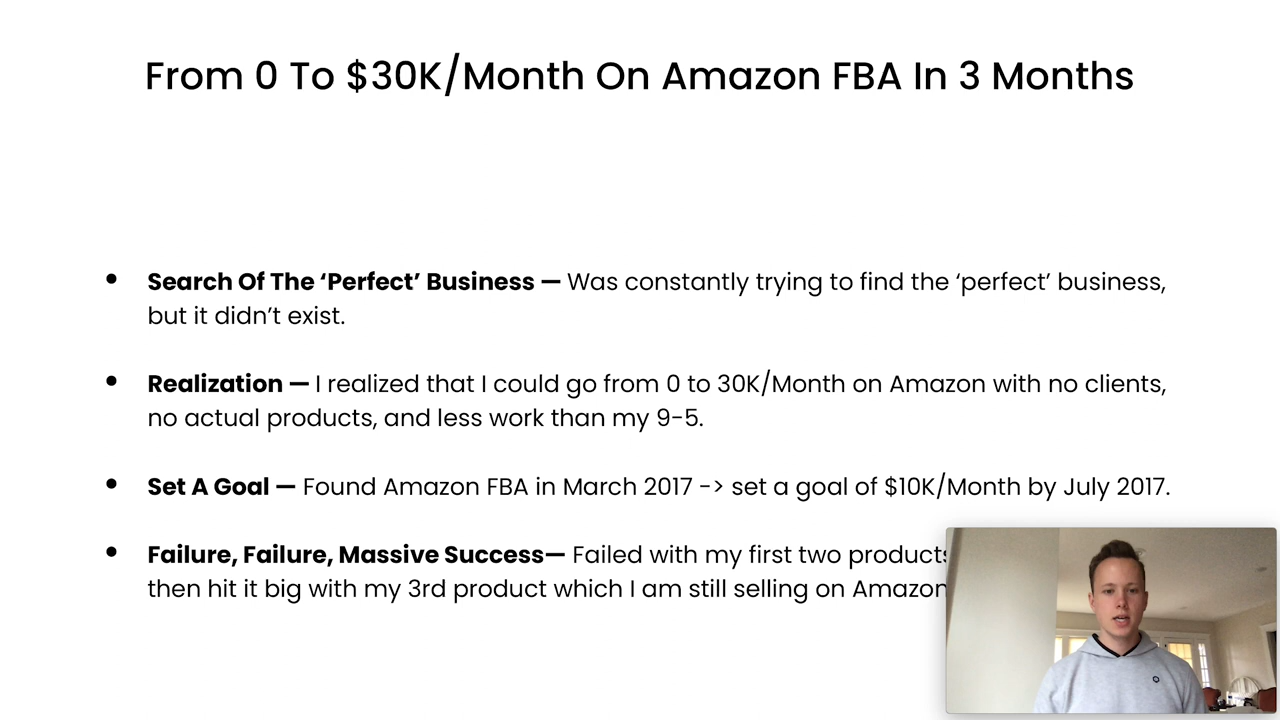 From 0 To $30K/Month On Amazon FBA In 3 Months
• Search Of The ‘Perfect’ Business — Was constantly trying to find the ‘perfect’ business,
but it didn’t exist.
• Realization — I realized that I could go from 0 to 30K/Month on Amazon with no clients,
no actual products, and less work than my 9-5.
• Set A Goal — Found Amazon FBA in March 2017 -> set a goal of $10K/Month by July 2017.
• Failure, Failure, Massive Success— Failed with my first two products
then hit it big with my 3rd product which I am still selling on Amazon